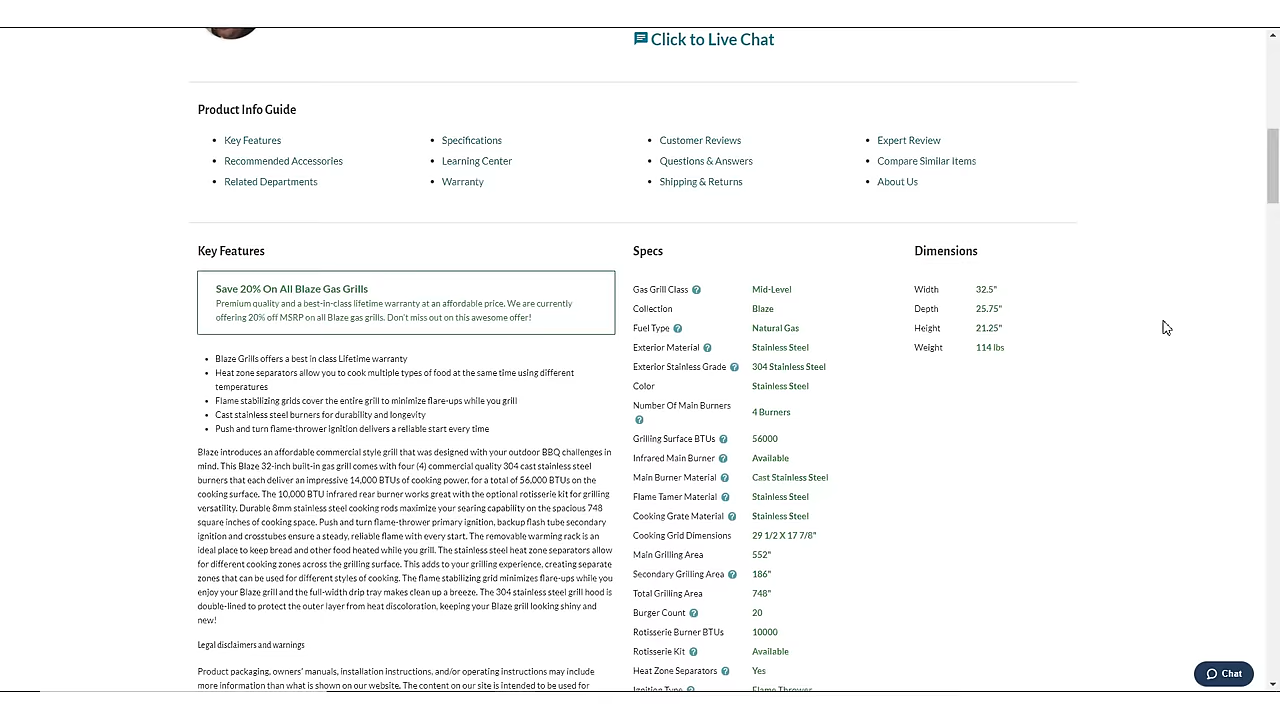 Click to Live Chat
Product Info Guide
Key Features
Recommended Accessories
Related Departments
Specifications
Learning Center
Warranty
Customer Reviews
Questions & Answers
Shipping & Returns
Expert Review
Compare Similar Items
About Us
Key Features
Save 20% On All Blaze Gas Grills
Premium quality and a best-in-class lifetime warranty at an affordable price. We are currently
offering 20% off MSRP on all Blaze gas grills. Don't miss out on this awesome offer!
Blaze Grills offers a best in class Lifetime warranty
Heat zone separators allow you to cook multiple types of food at the same time using different
temperatures
Flame stabilizing grids cover the entire grill to minimize flare-ups while you grill
Cast stainless steel burners for durability and longevity
Push and turn flame-thrower ignition delivers a reliable start every time
Blaze introduces an affordable commercial style grill that was designed with your outdoor BBQ challenges in
mind. This Blaze 32-inch built-in gas grill comes with four (4) commercial quality 304 cast stainless steel
burners that each deliver an impressive 14,000 BTUs of cooking power, for a total of 56,000 BTUs on the
cooking surface. The 10,000 BTU infrared rear burner works great with the optional rotisserie kit for grilling
versatility. Durable 8mm stainless steel cooking rods maximize your searing capability on the spacious 748
square inches of cooking space. Push and turn flame-thrower primary ignition, backup flash tube secondary
ignition and crosstubes ensure a steady, reliable flame with every start. The removable warming rack is an
ideal place to keep bread and other food heated while you grill. The stainless steel heat zone separators allow
for different cooking zones across the grilling surface. This adds to your grilling experience, creating separate
zones that can be used for different styles of cooking. The flame stabilizing grid minimizes flare-ups while you
enjoy your Blaze grill and the full-width drip tray makes clean up a breeze. The 304 stainless steel grill hood is
double-lined to protect the outer layer from heat discoloration, keeping your Blaze grill looking shiny and
new!
Legal disclaimers and warnings
Product packaging, owners' manuals, installation instructions, and/or operating instructions may include
more information than what is shown on our website. The content on our site is intended to be used for
Specs
Gas Grill Class ? Mid-Level
Collection Blaze
Fuel Type ? Natural Gas
Exterior Material ? Stainless Steel
Exterior Stainless Grade ? 304 Stainless Steel
Color Stainless Steel
Number Of Main Burners ? 4 Burners
Grilling Surface BTUs ? 56000
Infrared Main Burner ? Available
Main Burner Material ? Cast Stainless Steel
Flame Tamer Material ? Stainless Steel
Cooking Grate Material ? Stainless Steel
Cooking Grid Dimensions 29 1/2 X 17 7/8"
Main Grilling Area 552"
Secondary Grilling Area ? 186"
Total Grilling Area 748"
Burger Count ? 20
Rotisserie Burner BTUs 10000
Rotisserie Kit ? Available
Heat Zone Separators ? Yes
Ignition Type ? Flame Thrower
Dimensions
Width 32.5"
Depth 25.75"
Height 21.25"
Weight 114 lbs
Chat